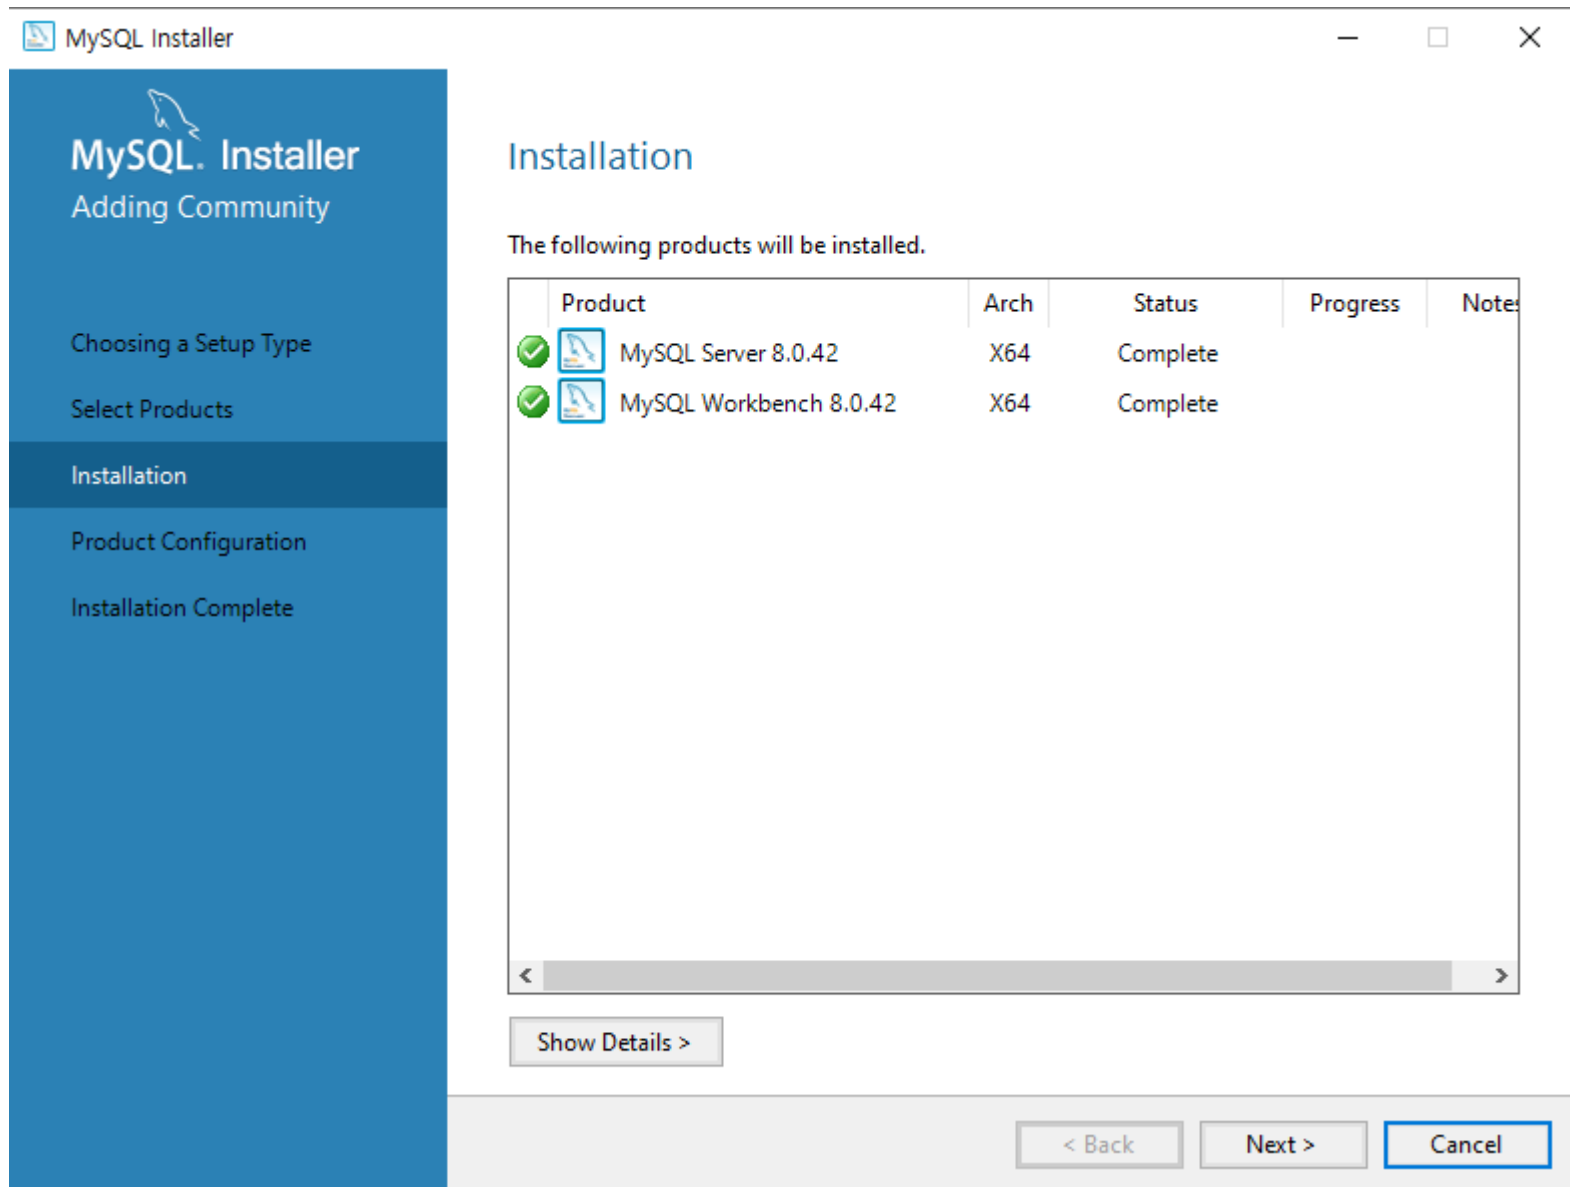 MySQL Installer
MySQL. Installer
Adding Community
Choosing a Setup Type
Select Products
Installation
Product Configuration
Installation Complete
Installation
The following products will be installed.
Product Arch Status Progress Notes
MySQL Server 8.0.42 X64 Complete
MySQL Workbench 8.0.42 X64 Complete
Show Details >
< Back Next > Cancel